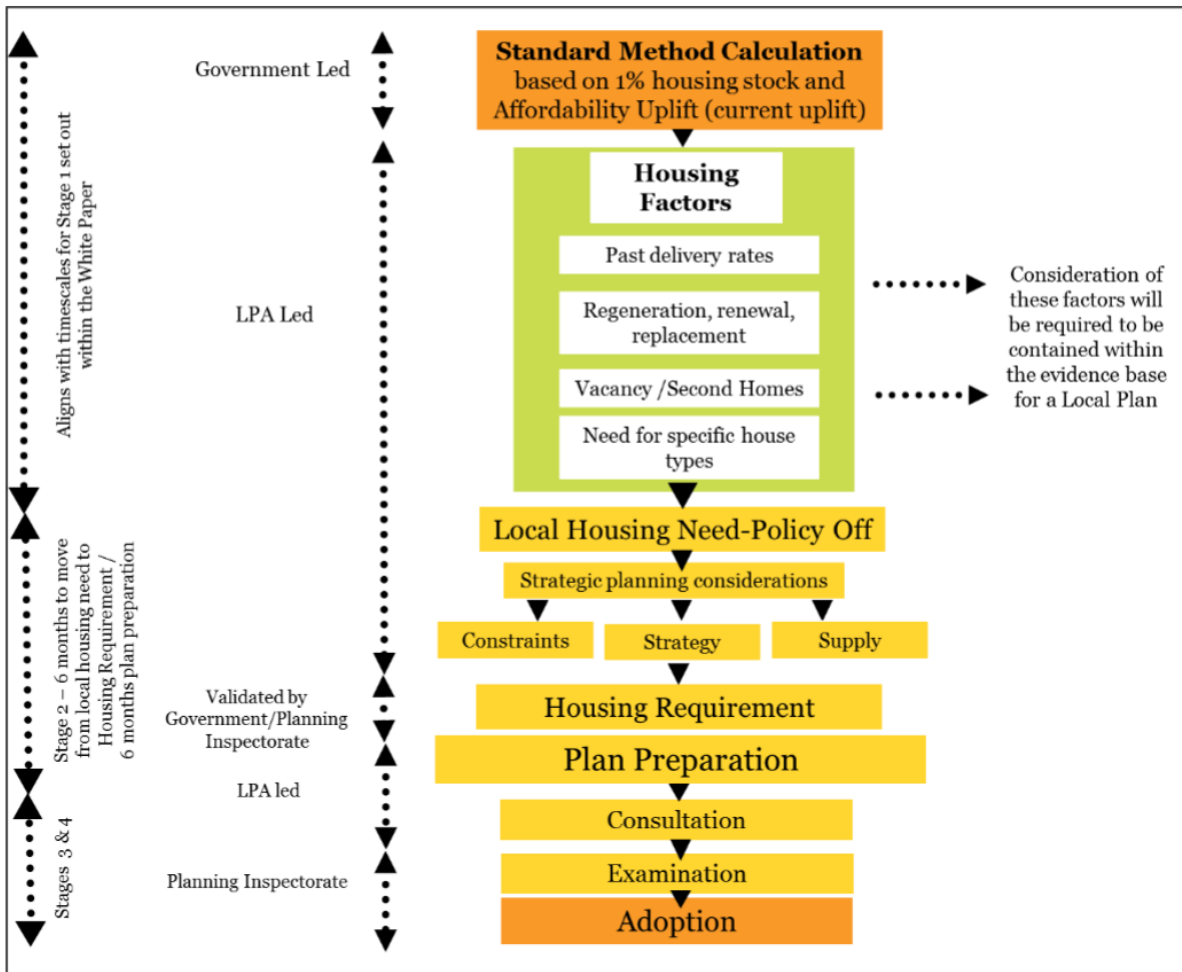 Government Led
Standard Method Calculation
based on 1% housing stock and
Affordability Uplift (current uplift)
Aligns with timescales for Stage 1 set out
within the White Paper
LPA Led
Housing
Factors
Past delivery rates
Regeneration, renewal,
replacement
Vacancy /Second Homes
Need for specific house
types
Consideration of
these factors will
be required to be
contained within
the evidence base
for a Local Plan
Stage 2 – 6 months to move
from local housing need to
Housing Requirement /
6 months plan preparation
Local Housing Need-Policy Off
Strategic planning considerations
Constraints
Strategy
Supply
Validated by
Government/Planning
Inspectorate
Housing Requirement
Plan Preparation
LPA led
Consultation
Stages 3 & 4
Planning Inspectorate
Examination
Adoption